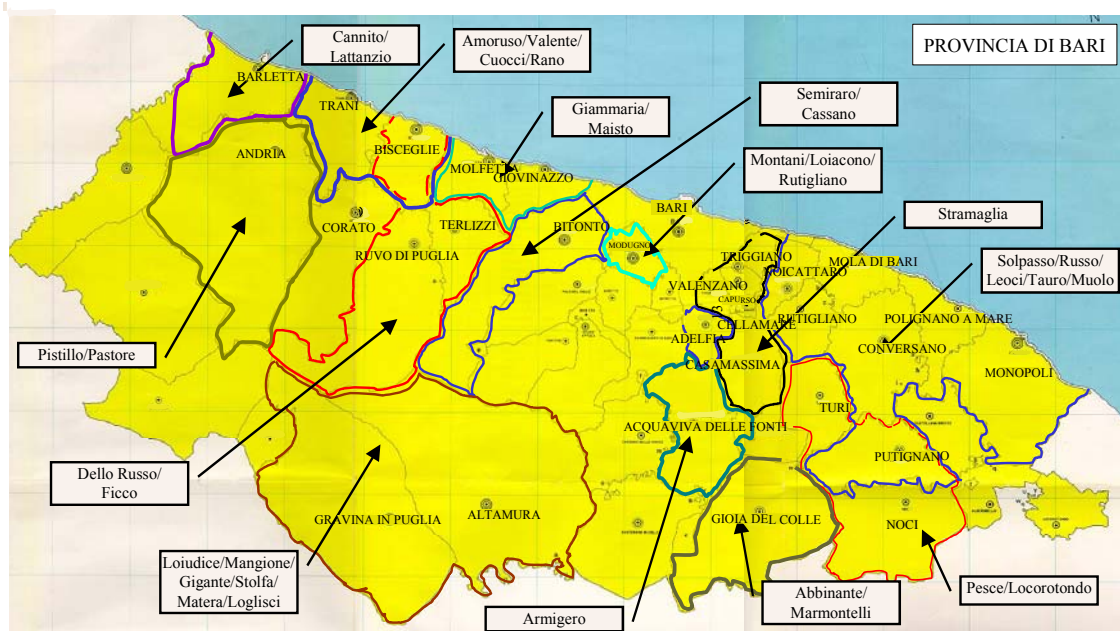 PROVINCIA DI BARI
Cannito/
Lattanzio
Amoruso/Valente/
Cuocci/Rano
Giammaria/
Maisto
Semiraro/
Cassano
Montani/Loiacono/
Rutigliano
Stramaglia
Solpasso/Russo/
Leoci/Tauro/Muolo
BARLETTA
TRANI
ANDRIA
BISCEGLIE
MOLFETTA
GIOVINAZZO
CORATO
TERLIZZI
RUVO DI PUGLIA
BITONTO
BARI
MODUGNO
TRIGGIANO
NOICATTARO
MOLA DI BARI
VALENZANO
CAPURSO
CELLAMARE
RUTIGLIANO
POLIGNANO A MARE
ADELFIA
CONVERSANO
CASAMASSIMA
MONOPOLI
TURI
ACQUAVIVA DELLE FONTI
PUTIGNANO
GRAVINA IN PUGLIA
ALTAMURA
GIOIA DEL COLLE
NOCI
Pistillo/Pastore
Dello Russo/
Ficco
Loiudice/Mangione/
Gigante/Stolfa/
Matera/Loglisci
Armigero
Abbinante/
Marmontelli
Pesce/Locorotondo